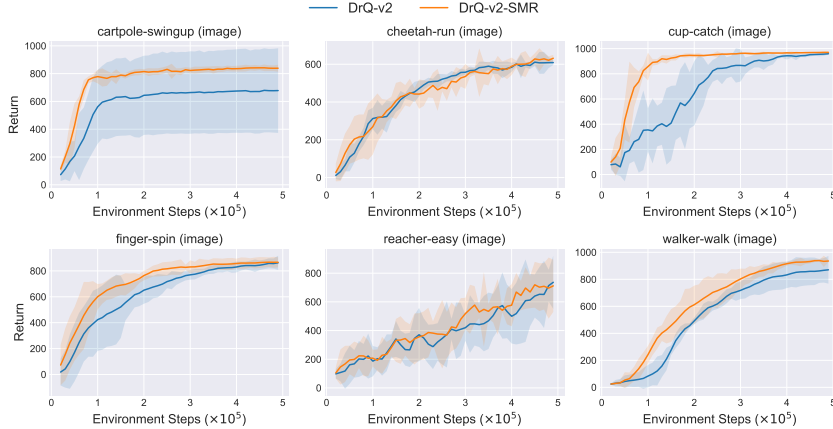 DrQ-v2 DrQ-v2-SMR
cartpole-swingup (image) cheetah-run (image) cup-catch (image)
1000
800
600
400
200
0
Return
0 1 2 3 4 5
Environment Steps (×10⁵)
600
400
200
0
0 1 2 3 4 5
Environment Steps (×10⁵)
1000
800
600
400
200
0
0 1 2 3 4 5
Environment Steps (×10⁵)
finger-spin (image) reacher-easy (image) walker-walk (image)
800
600
400
200
0
Return
0 1 2 3 4 5
Environment Steps (×10⁵)
800
600
400
200
0
0 1 2 3 4 5
Environment Steps (×10⁵)
1000
800
600
400
200
0
0 1 2 3 4 5
Environment Steps (×10⁵)